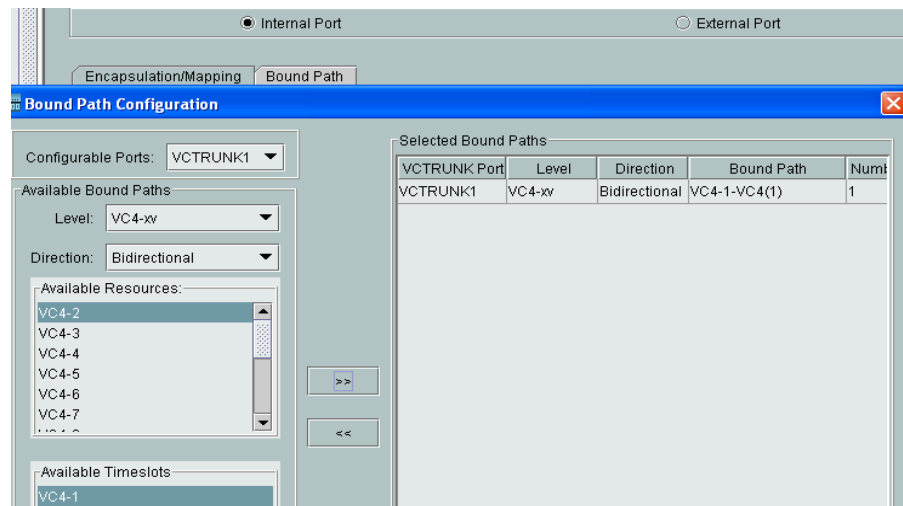 Internal Port External Port
Encapsulation/Mapping Bound Path
Bound Path Configuration
Configurable Ports: VCTRUNK1
Available Bound Paths
Level: VC4-xv
Direction: Bidirectional
Available Resources:
VC4-2
VC4-3
VC4-4
VC4-5
VC4-6
VC4-7
Available Timeslots
VC4-1
>>
<<
Selected Bound Paths
VCTRUNK Port Level Direction Bound Path Numb
VCTRUNK1 VC4-xv Bidirectional VC4-1-VC4(1) 1